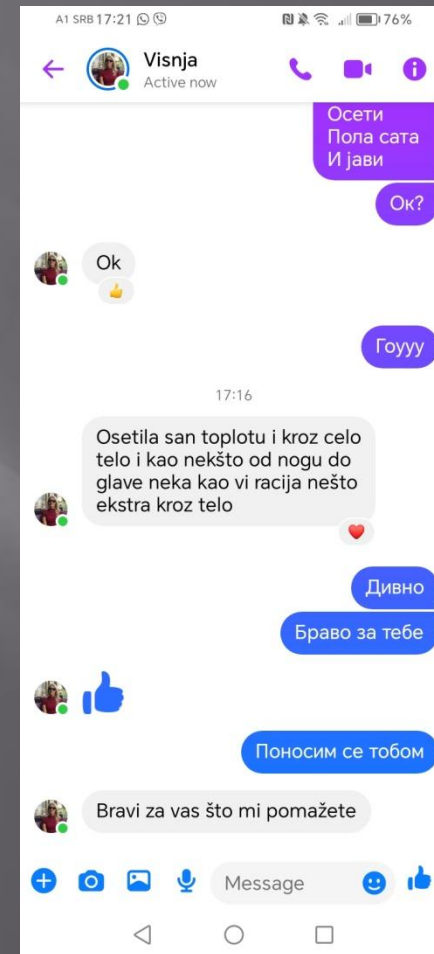 A1 SRB 17:21 76%
Visnja
Active now
Осети
Пола сата
И јави
Ок?
Ok
Гоууу
17:16
Osetila san toplotu i kroz celo
telo i kao nekšto od nogu do
glave neka kao vi racija nešto
ekstra kroz telo
Дивно
Браво за тебе
Поносим се тобом
Bravi za vas što mi pomažete
Message